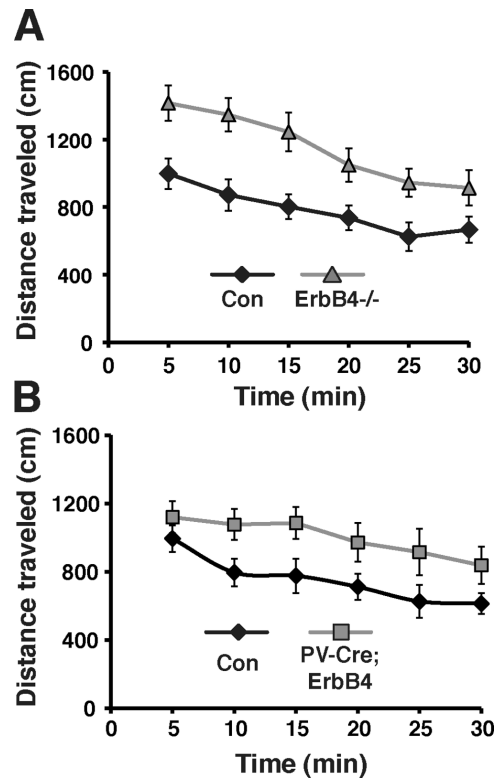 A
1600
1200
800
400
0
Distance traveled (cm)
Con
ErbB4-/-
0 5 10 15 20 25 30
Time (min)
B
1600
1200
800
400
0
Distance traveled (cm)
Con
PV-Cre;
ErbB4
0 5 10 15 20 25 30
Time (min)